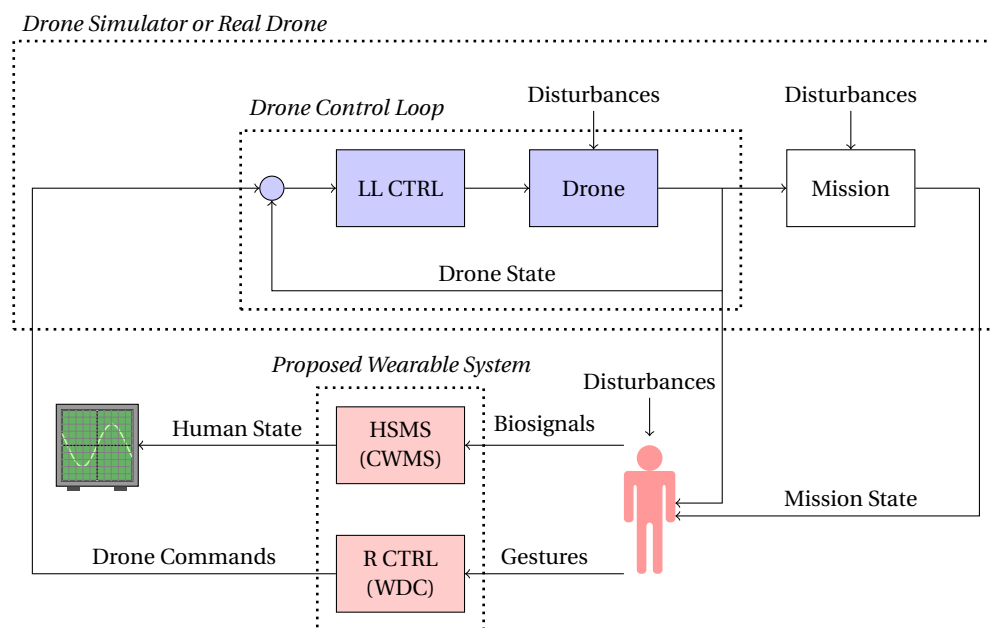 Drone Simulator or Real Drone
Disturbances
Disturbances
Drone Control Loop
LL CTRL
Drone
Mission
Drone State
Proposed Wearable System
Disturbances
Human State
HSMS
(CWMS)
Biosignals
Mission State
Drone Commands
R CTRL
(WDC)
Gestures